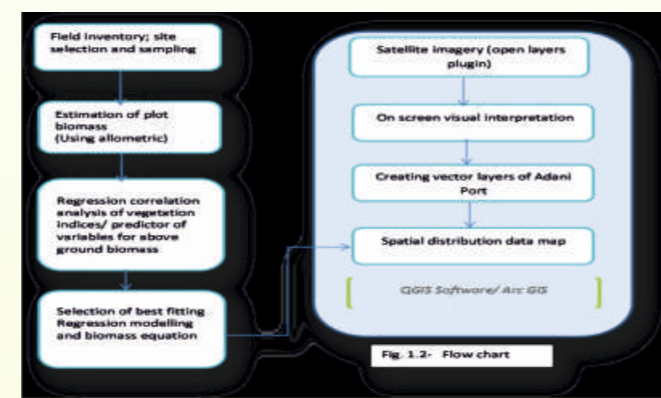 Field Inventory; site
selection and sampling
Estimation of plot
biomass
(Using allometric)
Regression correlation
analysis of vegetation
indices/ predictor of
variables for above
ground biomass
Selection of best fitting
Regression modelling
and biomass equation
Satellite imagery (open layers
plugin)
On screen visual interpretation
Creating vector layers of Adani
Port
Spatial distribution data map
QGIS Software/ Arc GIS
Fig. 1.2- Flow chart